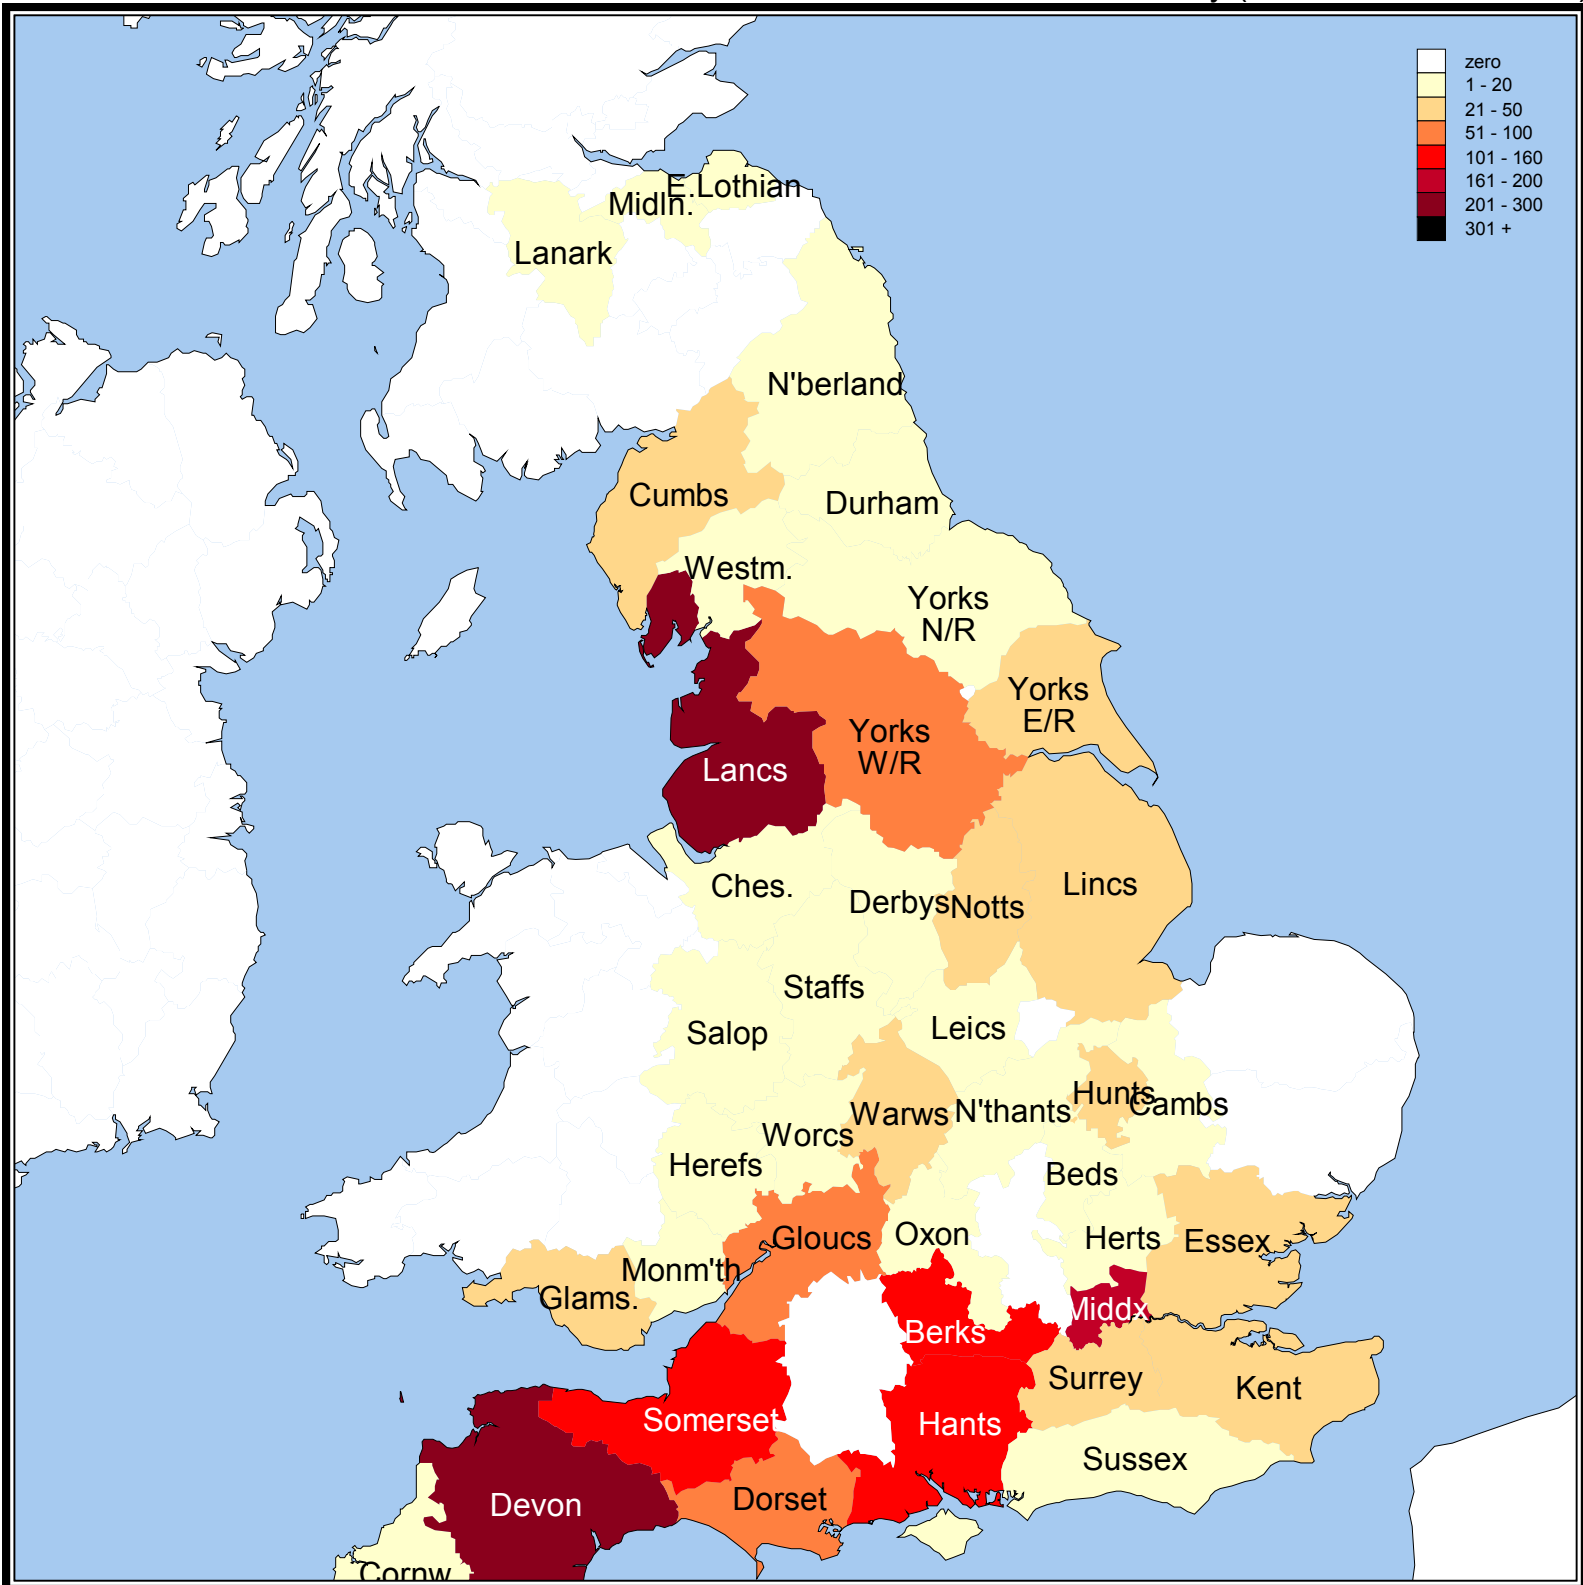 zero
1 - 20
21 - 50
51 - 100
101 - 160
161 - 200
201 - 300
301 +
E.Lothian
Midln.
Lanark
N'berland
Cumbs
Durham
Westm.
Yorks
N/R
Yorks
E/R
Yorks
W/R
Lancs
Ches.
Derbys
Notts
Lincs
Staffs
Salop
Leics
Hunts
Cambs
Warws
N'thants
Worcs
Herefs
Beds
Gloucs
Oxon
Herts
Essex
Monm'th
Glams.
Middx
Berks
Surrey
Kent
Somerset
Hants
Sussex
Devon
Dorset
Cornw